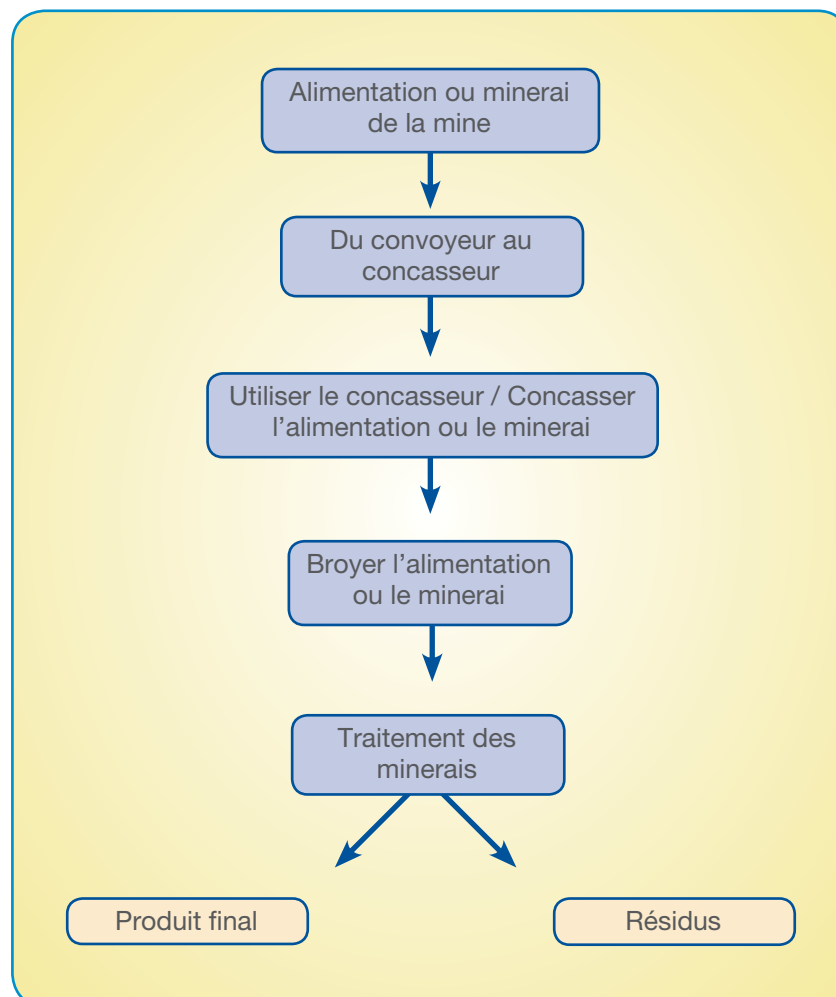 Alimentation ou minerai
de la mine
Du convoyeur au
concasseur
Utiliser le concasseur / Concasser
l’alimentation ou le minerai
Broyer l’alimentation
ou le minerai
Traitement des
minerais
Produit final
Résidus